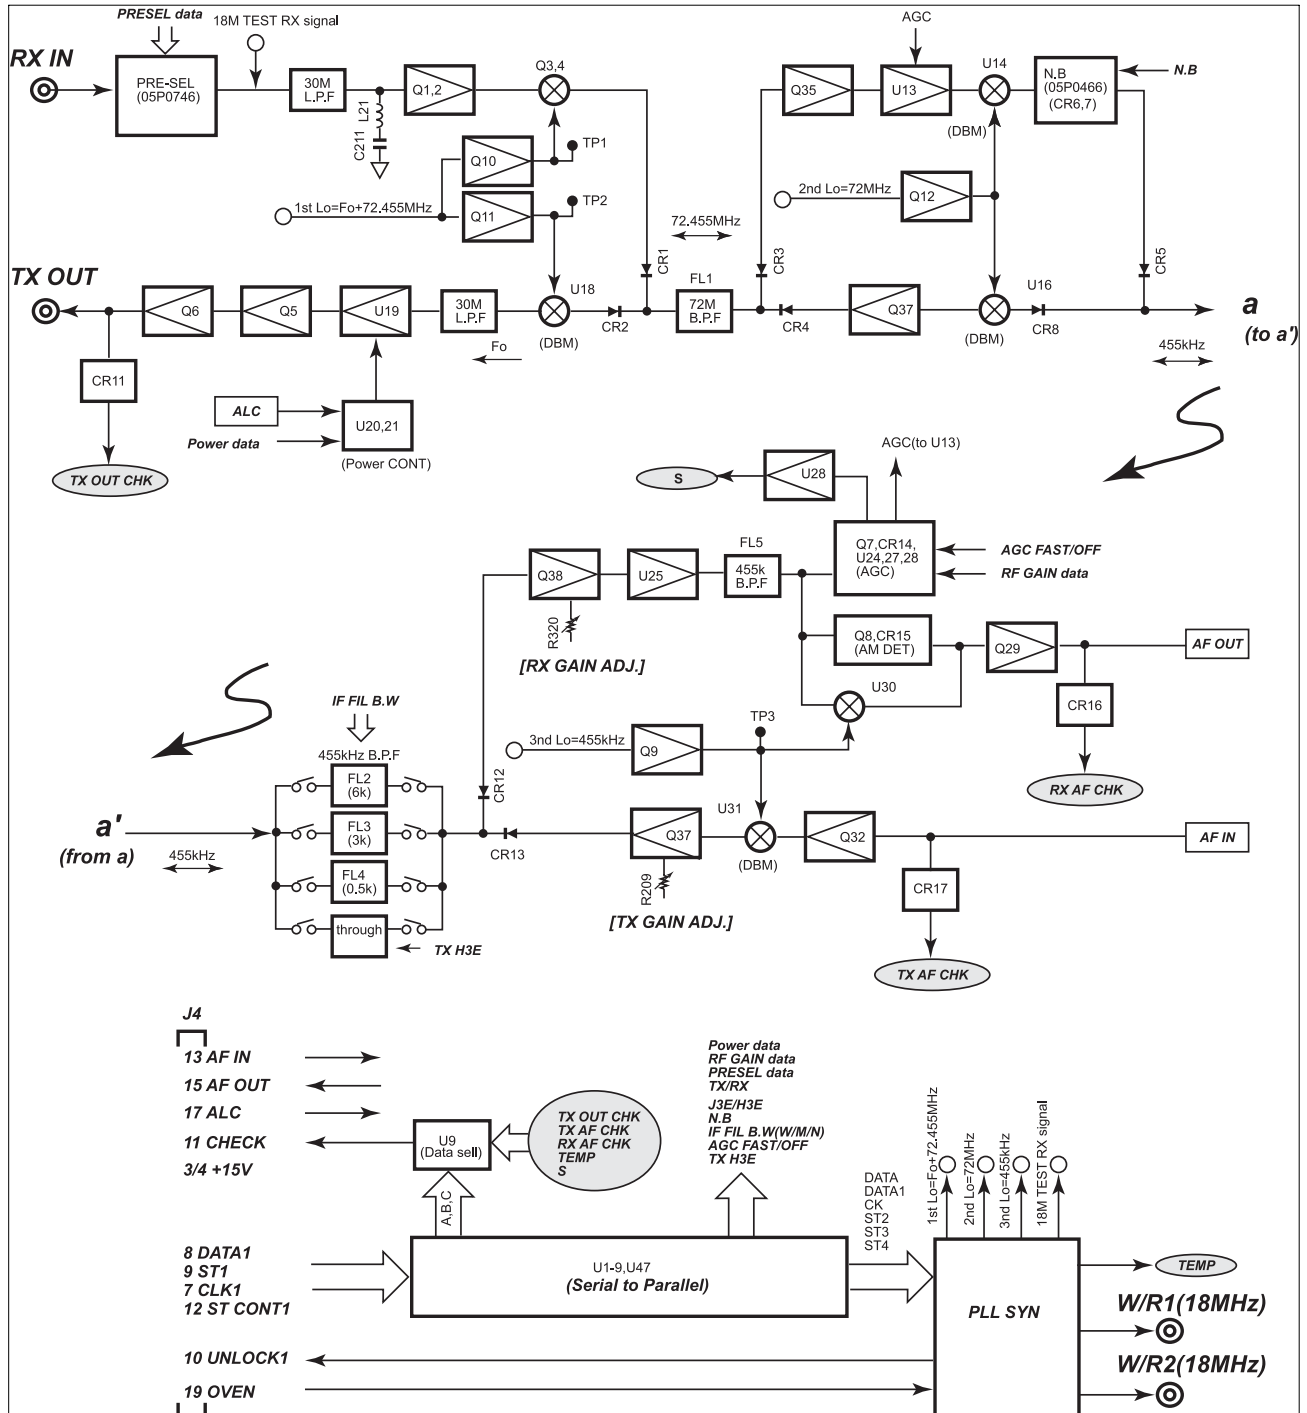 PRESEL data
18M TEST RX signal
AGC
RX IN
PRE-SEL
(05P0746)
30M
L.P.F
L21
C211
Q1,2
Q3,4
Q35
U13
U14
(DBM)
N.B
(05P0466)
(CR6,7)
N.B
Q10
TP1
1st Lo=Fo+72.455MHz
Q11
TP2
2nd Lo=72MHz
Q12
72.455MHz
CR1
CR3
CR5
TX OUT
Q6
Q5
U19
30M
L.P.F
U18
(DBM)
CR2
FL1
72M
B.P.F
CR4
Q37
U16
(DBM)
CR8
a
(to a')
455kHz
Fo
CR11
ALC
Power data
U20,21
(Power CONT)
TX OUT CHK
AGC(to U13)
S
U28
Q7,CR14,
U24,27,28
(AGC)
AGC FAST/OFF
RF GAIN data
FL5
455k
B.P.F
Q38
U25
R320
[RX GAIN ADJ.]
Q8,CR15
(AM DET)
Q29
AF OUT
U30
CR16
RX AF CHK
IF FIL B.W
455kHz B.P.F
3nd Lo=455kHz
Q9
TP3
FL2
(6k)
FL3
(3k)
FL4
(0.5k)
through
TX H3E
a'
(from a)
455kHz
CR12
CR13
Q37
R209
[TX GAIN ADJ.]
U31
(DBM)
Q32
AF IN
CR17
TX AF CHK
J4
13 AF IN
15 AF OUT
17 ALC
11 CHECK
3/4 +15V
U9
(Data sell)
TX OUT CHK
TX AF CHK
RX AF CHK
TEMP
S
A,B,C
Power data
RF GAIN data
PRESEL data
TX/RX
J3E/H3E
N.B
IF FIL B.W(W/M/N)
AGC FAST/OFF
TX H3E
8 DATA1
9 ST1
7 CLK1
12 ST CONT1
U1-9,U47
(Serial to Parallel)
DATA
DATA1
CK
ST2
ST3
ST4
1st Lo=Fo+72.455MHz
2nd Lo=72MHz
3nd Lo=455kHz
18M TEST RX signal
PLL SYN
TEMP
W/R1(18MHz)
W/R2(18MHz)
10 UNLOCK1
19 OVEN